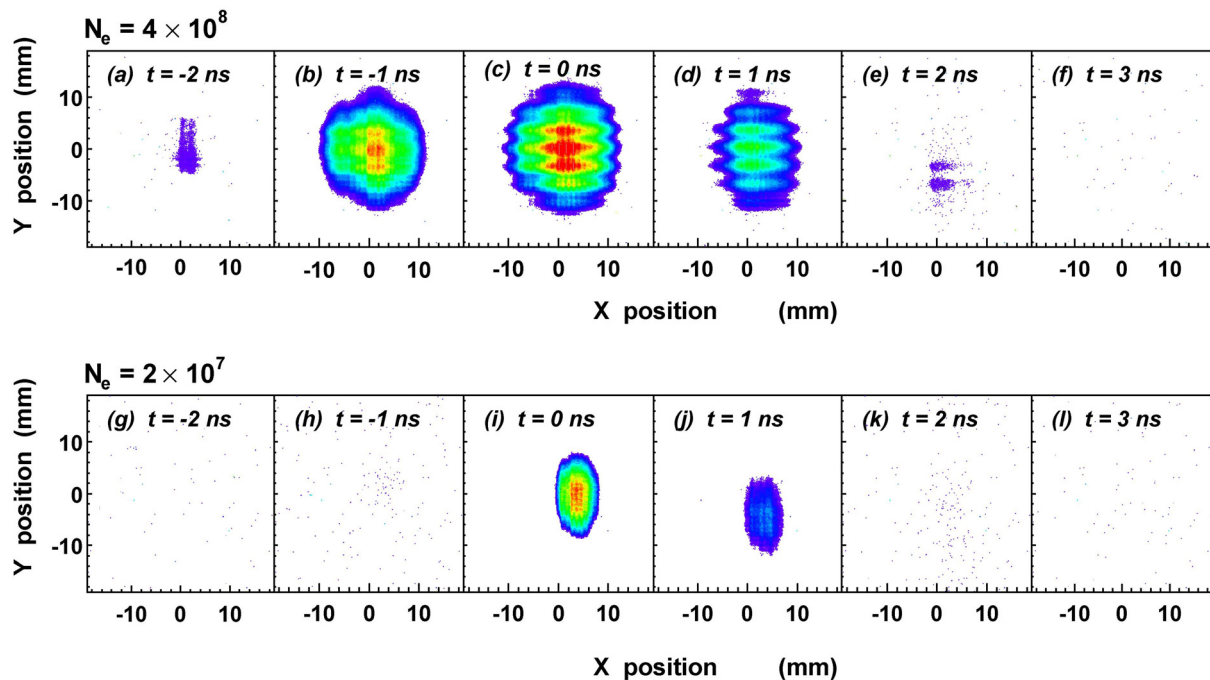 N_e = 4 × 10^8
(a) t = -2 ns (b) t = -1 ns (c) t = 0 ns (d) t = 1 ns (e) t = 2 ns (f) t = 3 ns
Y position (mm)
10
0
-10
-10 0 10 -10 0 10 -10 0 10 -10 0 10 -10 0 10 -10 0 10
X position (mm)
N_e = 2 × 10^7
(g) t = -2 ns (h) t = -1 ns (i) t = 0 ns (j) t = 1 ns (k) t = 2 ns (l) t = 3 ns
Y position (mm)
10
0
-10
-10 0 10 -10 0 10 -10 0 10 -10 0 10 -10 0 10 -10 0 10
X position (mm)